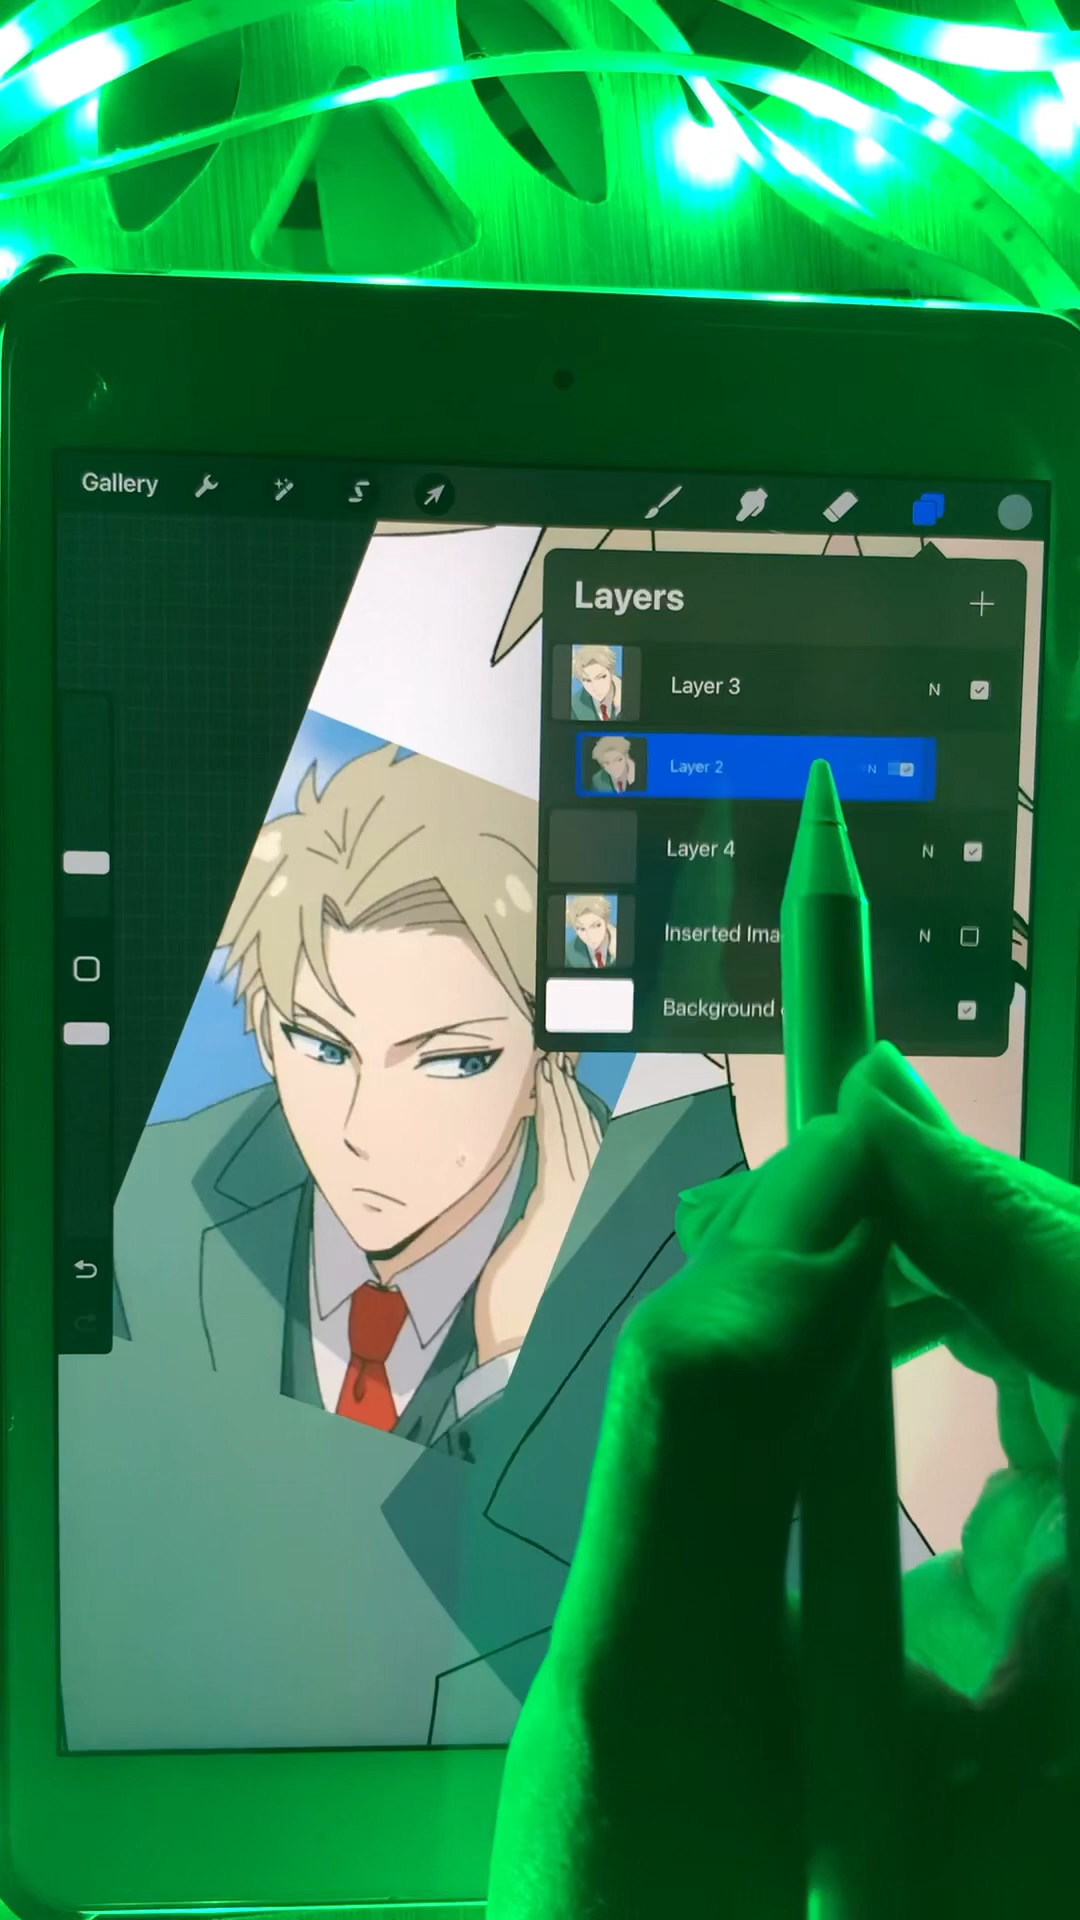 Gallery
Layers
Layer 3 N
Layer 2 N
Layer 4 N
Inserted Ima N
Background